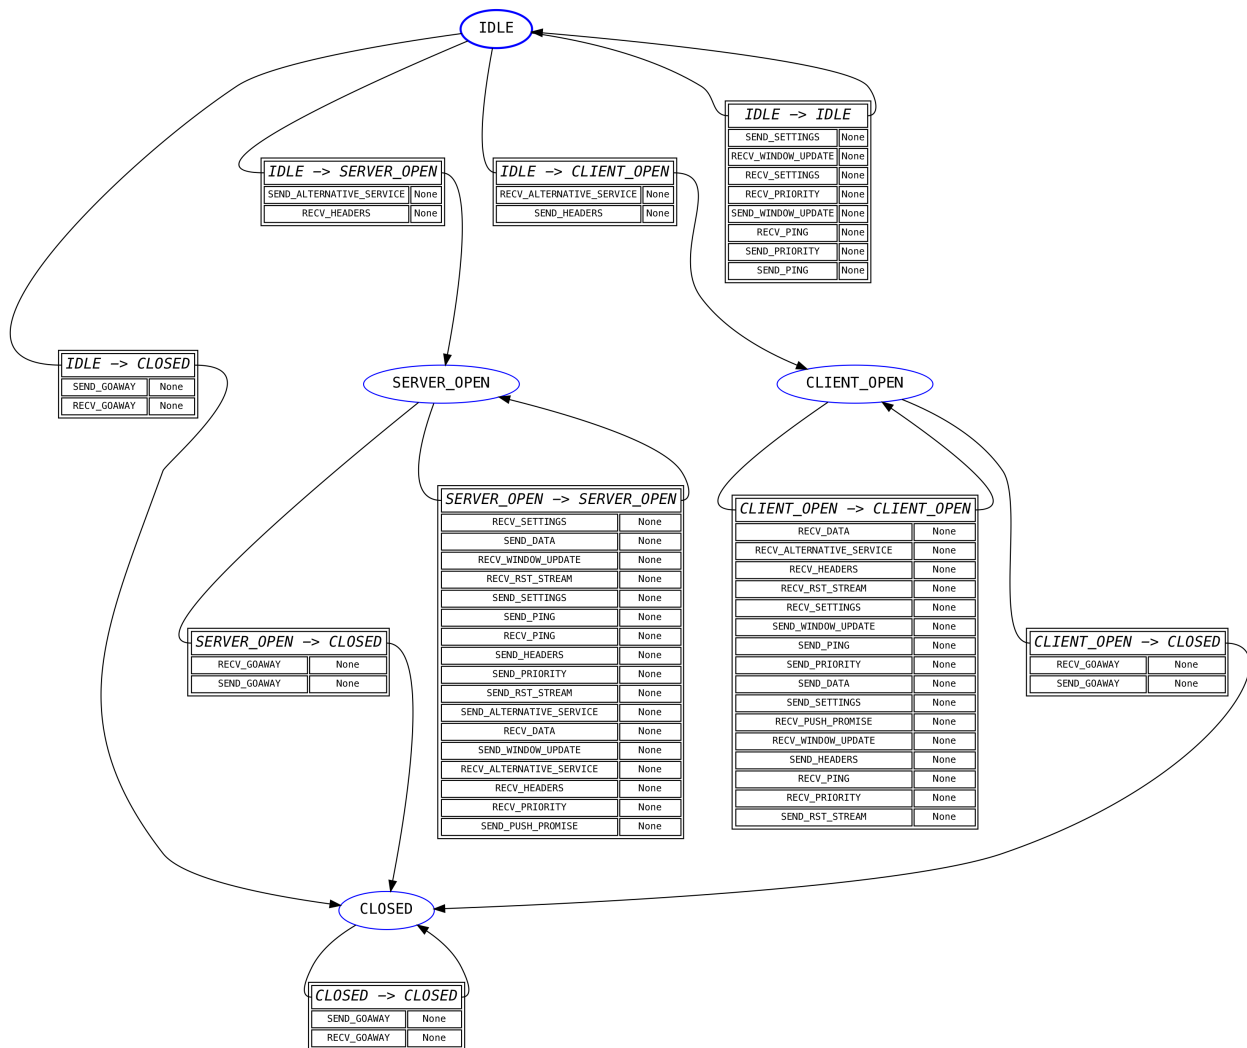 IDLE
IDLE –> IDLE
SEND_SETTINGS None
RECV_WINDOW_UPDATE None
RECV_SETTINGS None
RECV_PRIORITY None
SEND_WINDOW_UPDATE None
RECV_PING None
SEND_PRIORITY None
SEND_PING None
IDLE –> SERVER_OPEN
SEND_ALTERNATIVE_SERVICE None
RECV_HEADERS None
IDLE –> CLIENT_OPEN
RECV_ALTERNATIVE_SERVICE None
SEND_HEADERS None
IDLE –> CLOSED
SEND_GOAWAY None
RECV_GOAWAY None
SERVER_OPEN
CLIENT_OPEN
SERVER_OPEN –> SERVER_OPEN
RECV_SETTINGS None
SEND_DATA None
RECV_WINDOW_UPDATE None
RECV_RST_STREAM None
SEND_SETTINGS None
SEND_PING None
RECV_PING None
SEND_HEADERS None
SEND_PRIORITY None
SEND_RST_STREAM None
SEND_ALTERNATIVE_SERVICE None
RECV_DATA None
SEND_WINDOW_UPDATE None
RECV_ALTERNATIVE_SERVICE None
RECV_HEADERS None
RECV_PRIORITY None
SEND_PUSH_PROMISE None
CLIENT_OPEN –> CLIENT_OPEN
RECV_DATA None
RECV_ALTERNATIVE_SERVICE None
RECV_HEADERS None
RECV_RST_STREAM None
RECV_SETTINGS None
SEND_WINDOW_UPDATE None
SEND_PING None
SEND_PRIORITY None
SEND_DATA None
SEND_SETTINGS None
RECV_PUSH_PROMISE None
RECV_WINDOW_UPDATE None
SEND_HEADERS None
RECV_PING None
RECV_PRIORITY None
SEND_RST_STREAM None
SERVER_OPEN –> CLOSED
RECV_GOAWAY None
SEND_GOAWAY None
CLIENT_OPEN –> CLOSED
RECV_GOAWAY None
SEND_GOAWAY None
CLOSED
CLOSED –> CLOSED
SEND_GOAWAY None
RECV_GOAWAY None